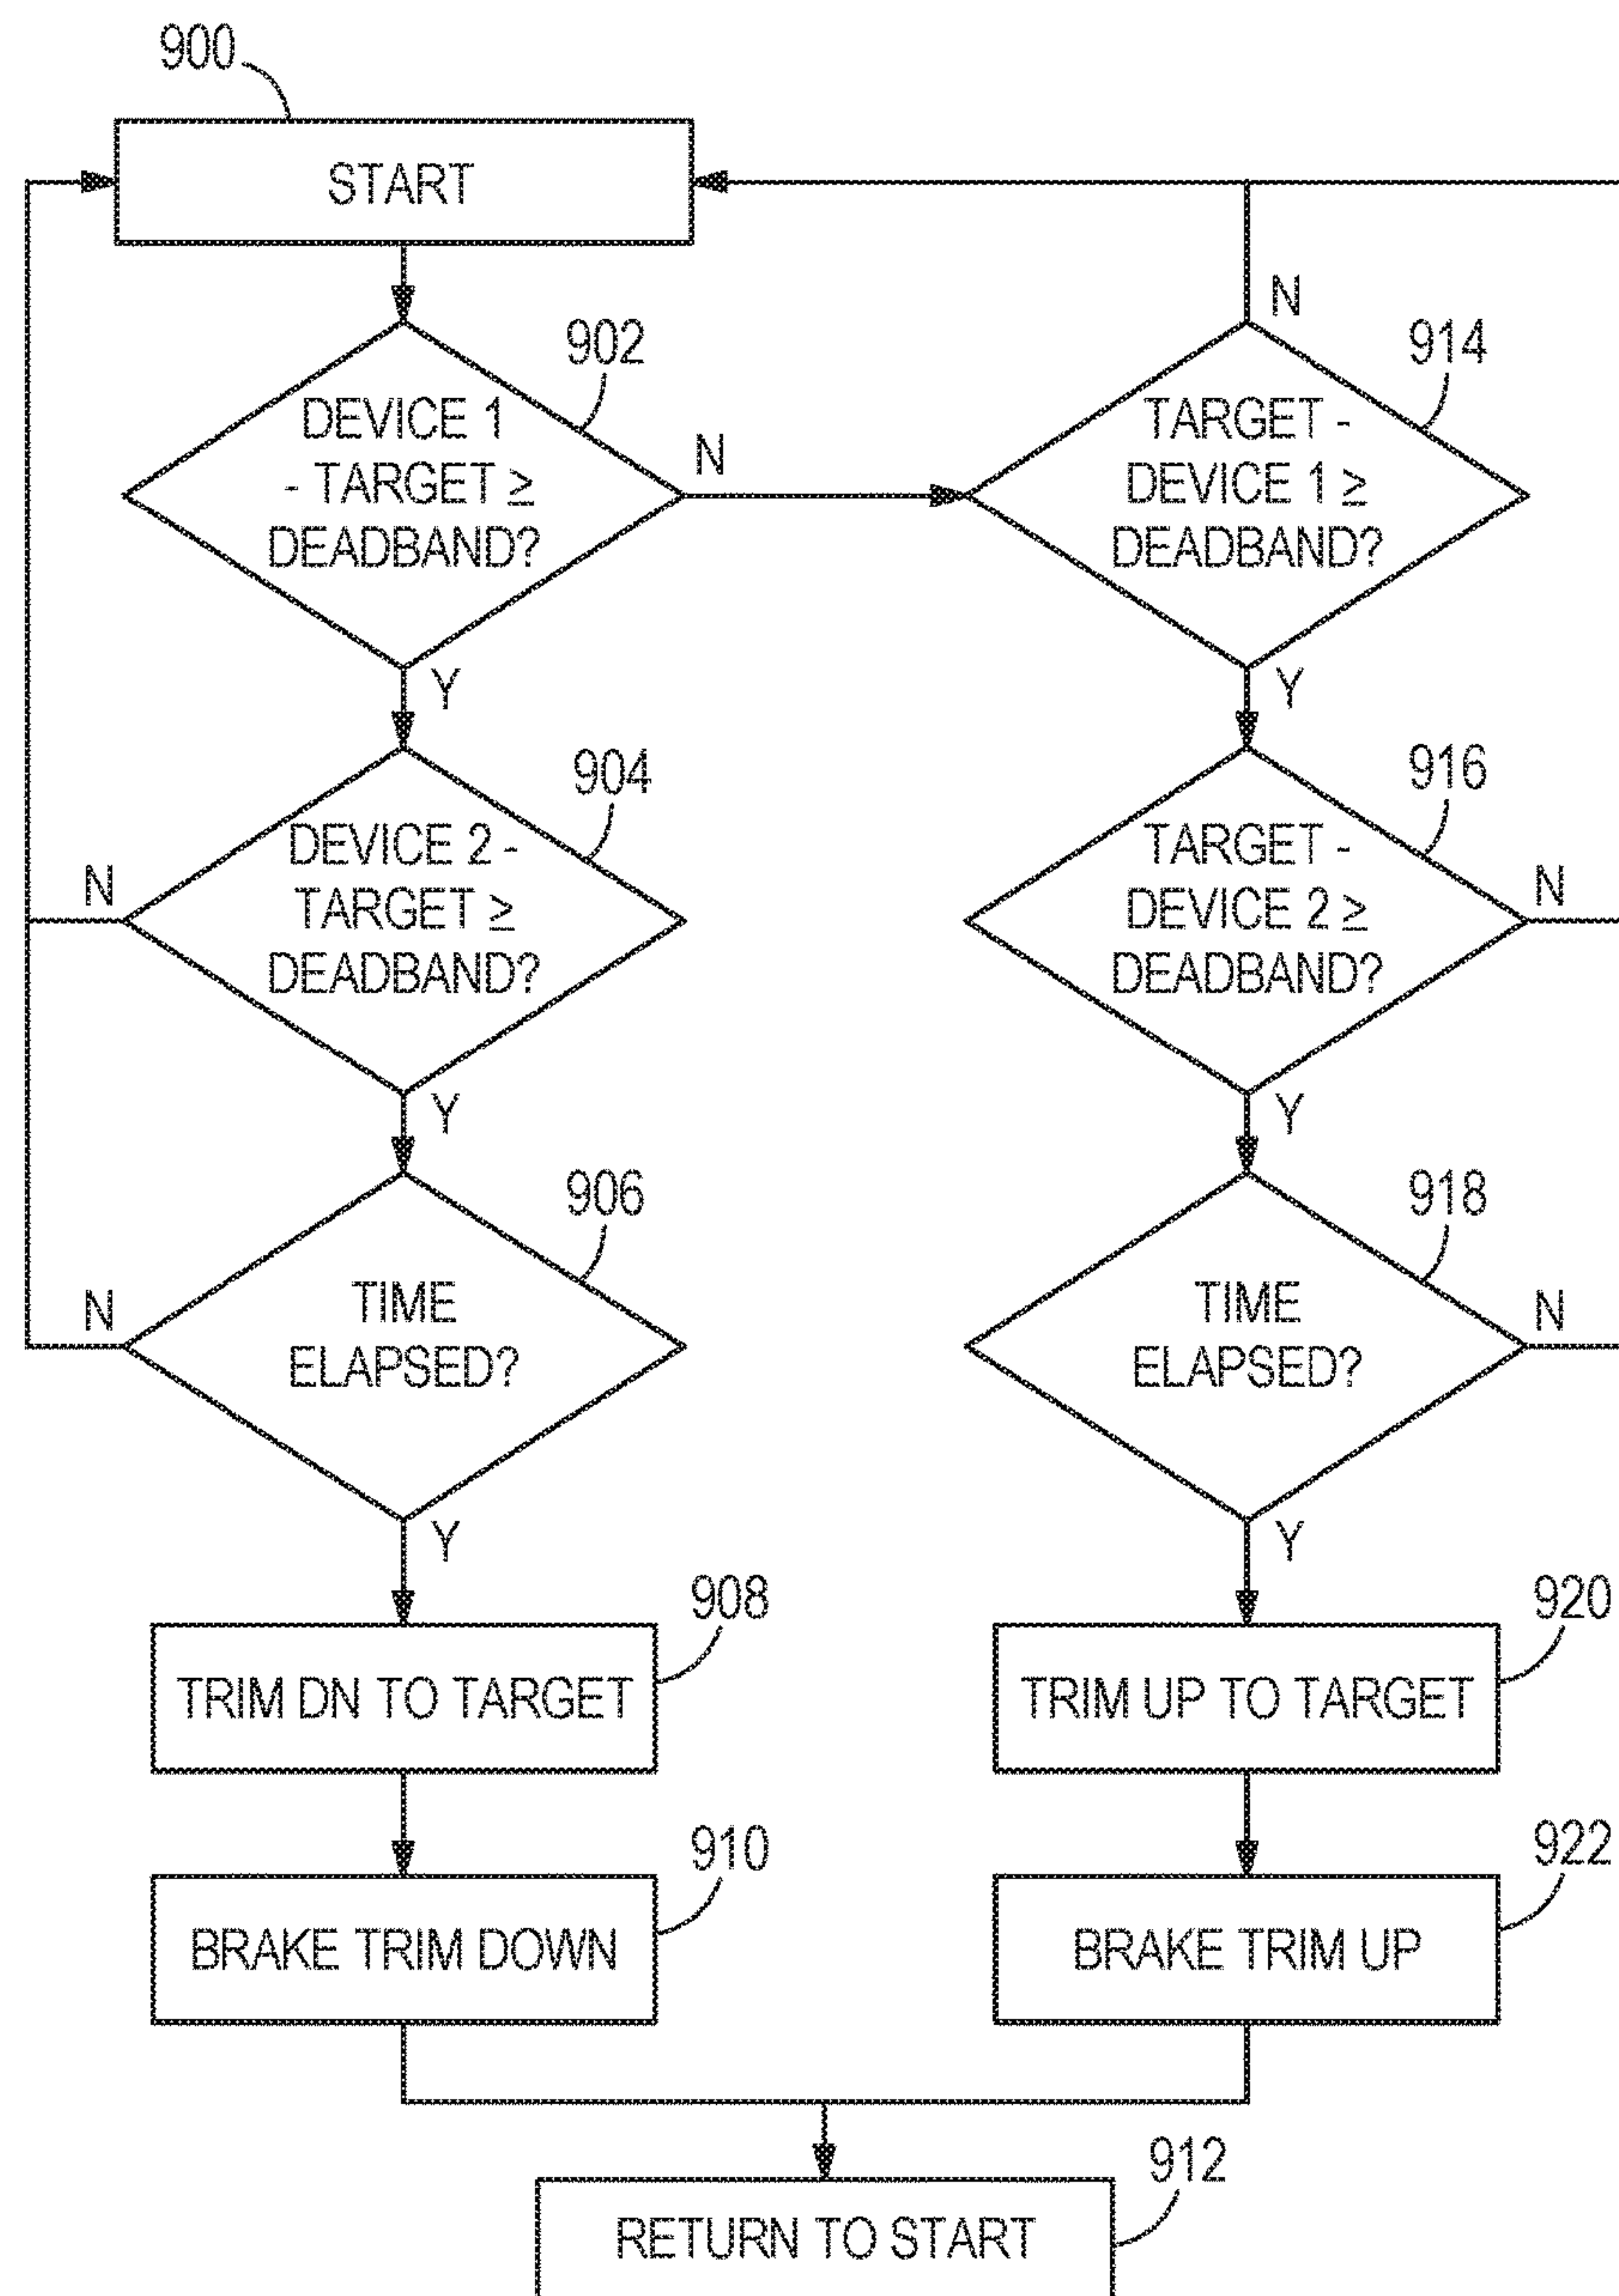 900
START
902
DEVICE 1
- TARGET ≥
DEADBAND?
N
Y
914
TARGET -
DEVICE 1 ≥
DEADBAND?
N
Y
904
DEVICE 2 -
TARGET ≥
DEADBAND?
N
Y
916
TARGET -
DEVICE 2 ≥
DEADBAND?
N
Y
906
TIME
ELAPSED?
N
Y
918
TIME
ELAPSED?
N
Y
908
TRIM DN TO TARGET
920
TRIM UP TO TARGET
910
BRAKE TRIM DOWN
922
BRAKE TRIM UP
912
RETURN TO START